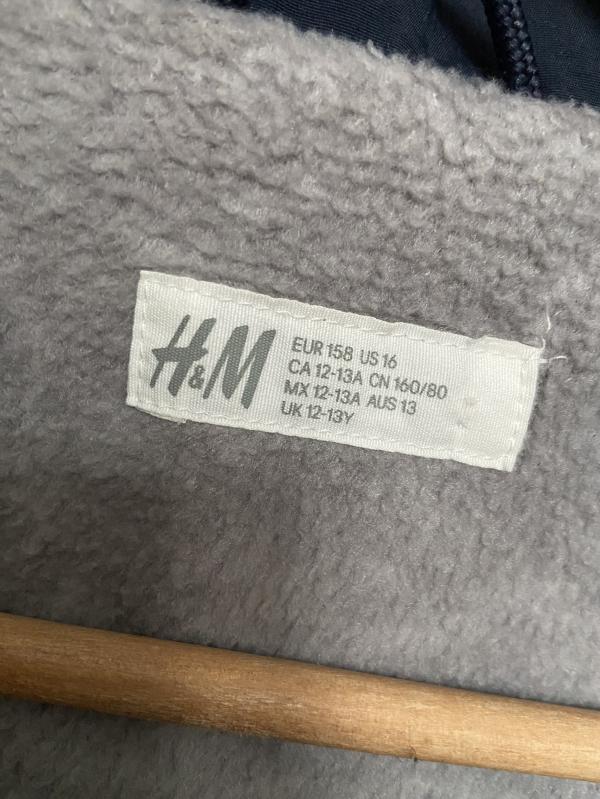 H&M
EUR 158 US 16
CA 12-13A CN 160/80
MX 12-13A AUS 13
UK 12-13Y